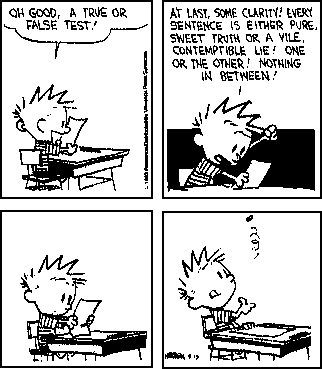 OH GOOD, A TRUE OR
FALSE TEST!
AT LAST, SOME CLARITY! EVERY
SENTENCE IS EITHER PURE,
SWEET TRUTH OR A VILE,
CONTEMPTIBLE LIE! ONE
OR THE OTHER! NOTHING
IN BETWEEN!